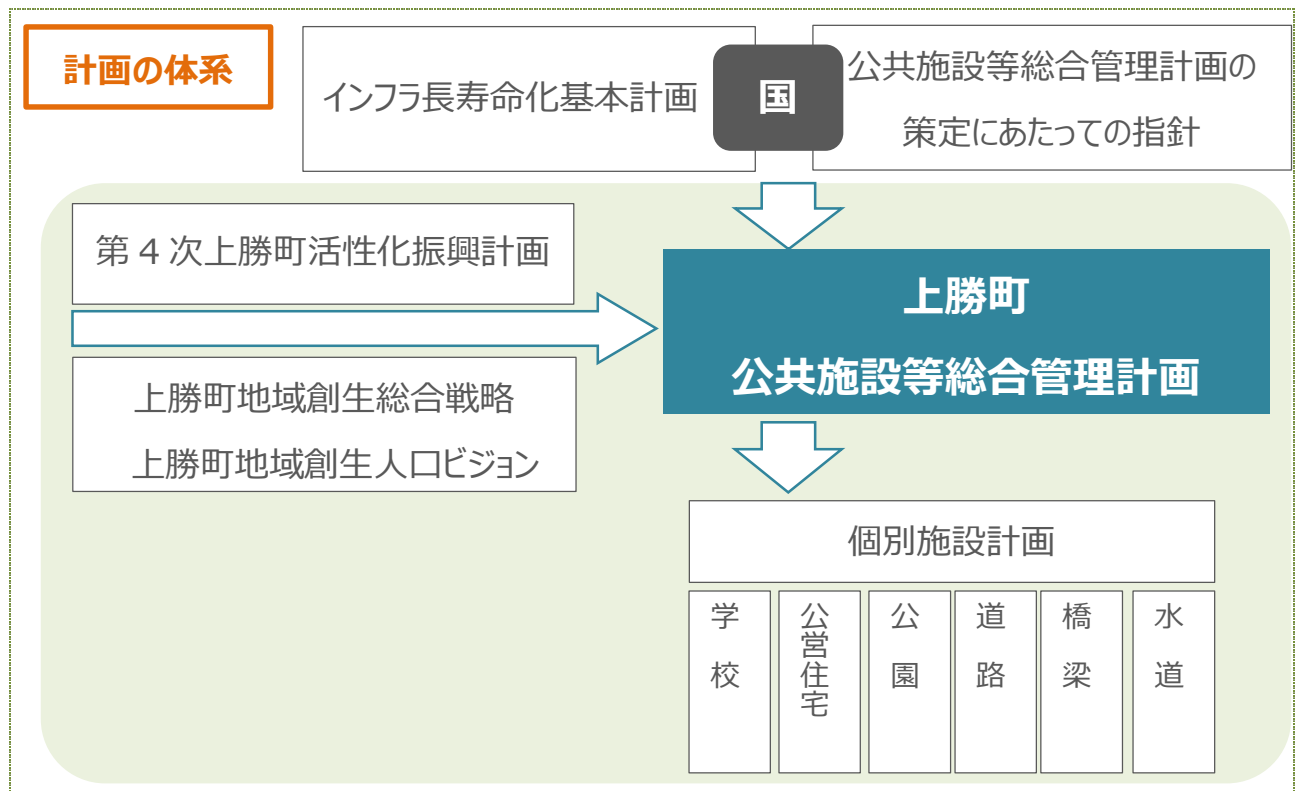 計画の体系
インフラ長寿命化基本計画
国
公共施設等総合管理計画の
策定にあたっての指針
第4次上勝町活性化振興計画
上勝町地域創生総合戦略
上勝町地域創生人口ビジョン
上勝町
公共施設等総合管理計画
個別施設計画
学校
公営住宅
公園
道路
橋梁
水道